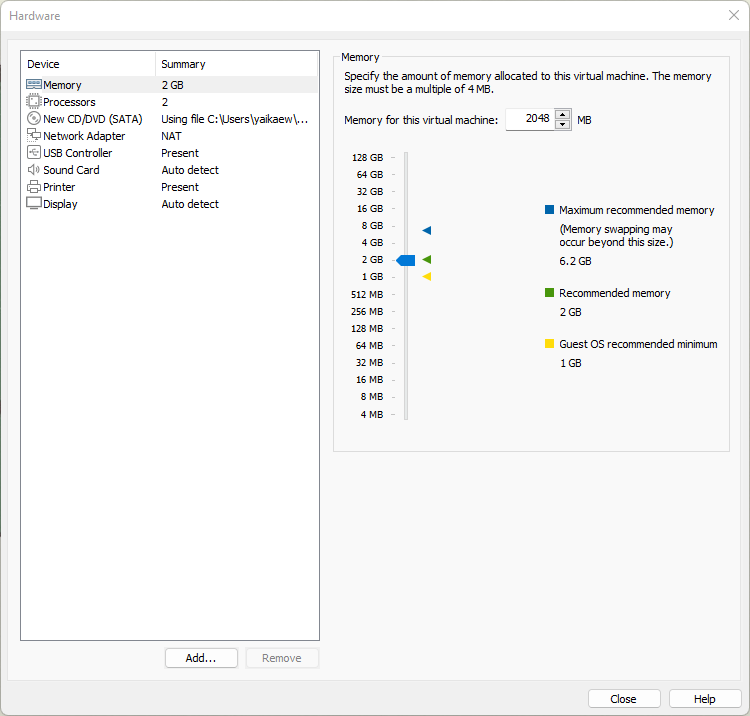 Hardware
Device Summary
Memory 2 GB
Processors 2
New CD/DVD (SATA) Using file C:\Users\yaikaew\...
Network Adapter NAT
USB Controller Present
Sound Card Auto detect
Printer Present
Display Auto detect
Add...
Remove
Memory
Specify the amount of memory allocated to this virtual machine. The memory
size must be a multiple of 4 MB.
Memory for this virtual machine: 2048 MB
128 GB
64 GB
32 GB
16 GB
8 GB
4 GB
2 GB
1 GB
512 MB
256 MB
128 MB
64 MB
32 MB
16 MB
8 MB
4 MB
Maximum recommended memory
(Memory swapping may
occur beyond this size.)
6.2 GB
Recommended memory
2 GB
Guest OS recommended minimum
1 GB
Close
Help